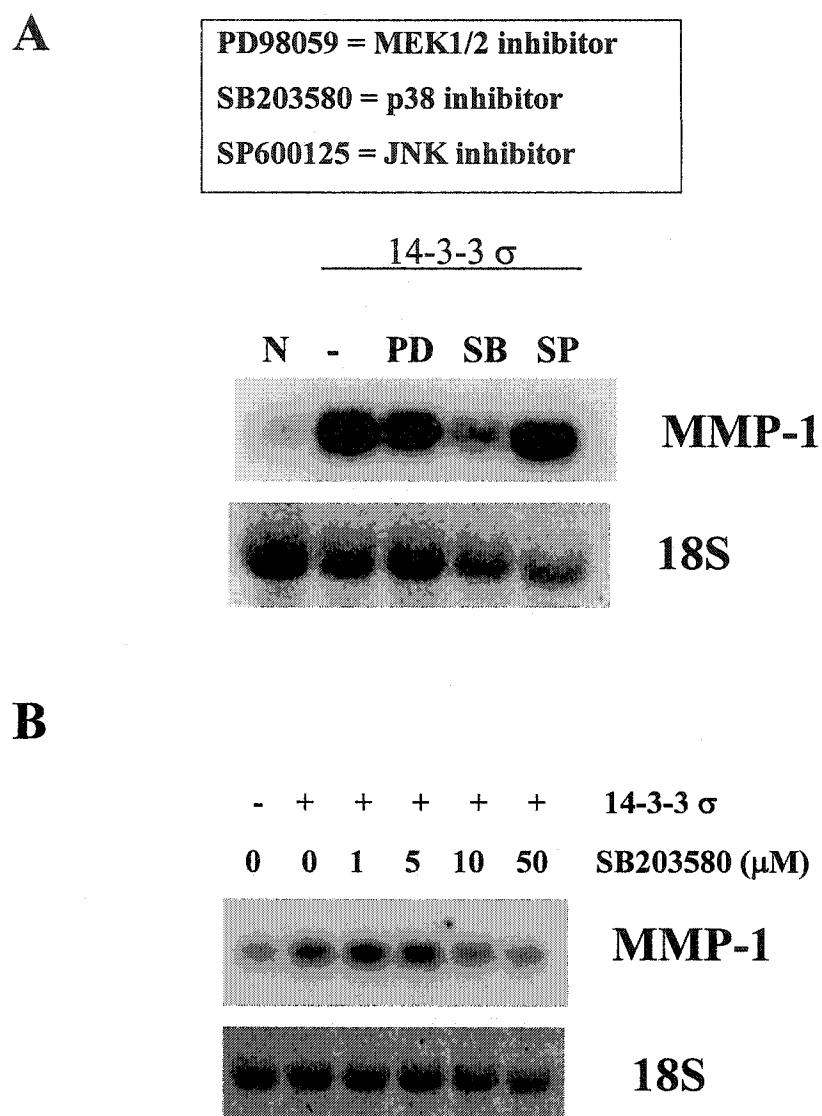 A
PD98059 = MEK1/2 inhibitor
SB203580 = p38 inhibitor
SP600125 = JNK inhibitor
14-3-3 σ
N - PD SB SP
MMP-1
18S
B
- + + + + + 14-3-3 σ
0 0 1 5 10 50 SB203580 (μM)
MMP-1
18S